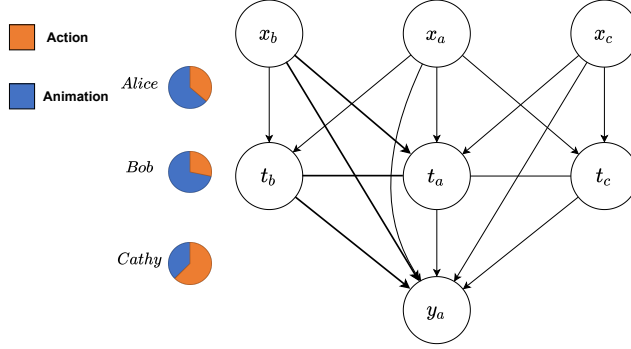 Action
Animation
Alice
Bob
Cathy
x_b
x_a
x_c
t_b
t_a
t_c
y_a